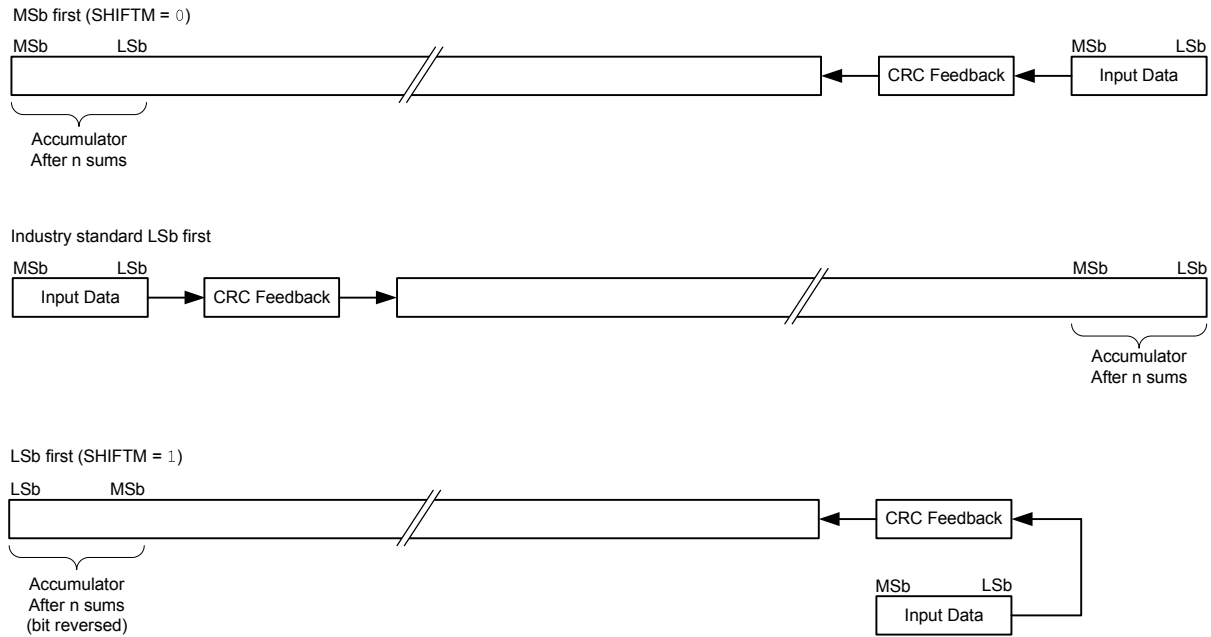 MSb first (SHIFTM = 0)
MSb LSb MSb LSb
CRC Feedback Input Data
Accumulator
After n sums
Industry standard LSb first
MSb LSb MSb LSb
Input Data CRC Feedback
Accumulator
After n sums
LSb first (SHIFTM = 1)
LSb MSb
CRC Feedback
Accumulator
After n sums
(bit reversed)
MSb LSb
Input Data